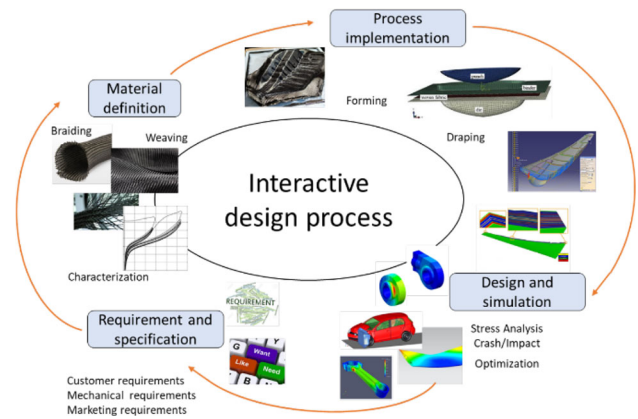 Process
implementation
Material
definition
Forming
Braiding
Weaving
Draping
Interactive
design process
Characterization
REQUIREMENT
Design and
simulation
Requirement and
specification
Stress Analysis
Crash/Impact
Optimization
G
Y
Want
Like
Need
B
N
Customer requirements
Mechanical requirements
Marketing requirements